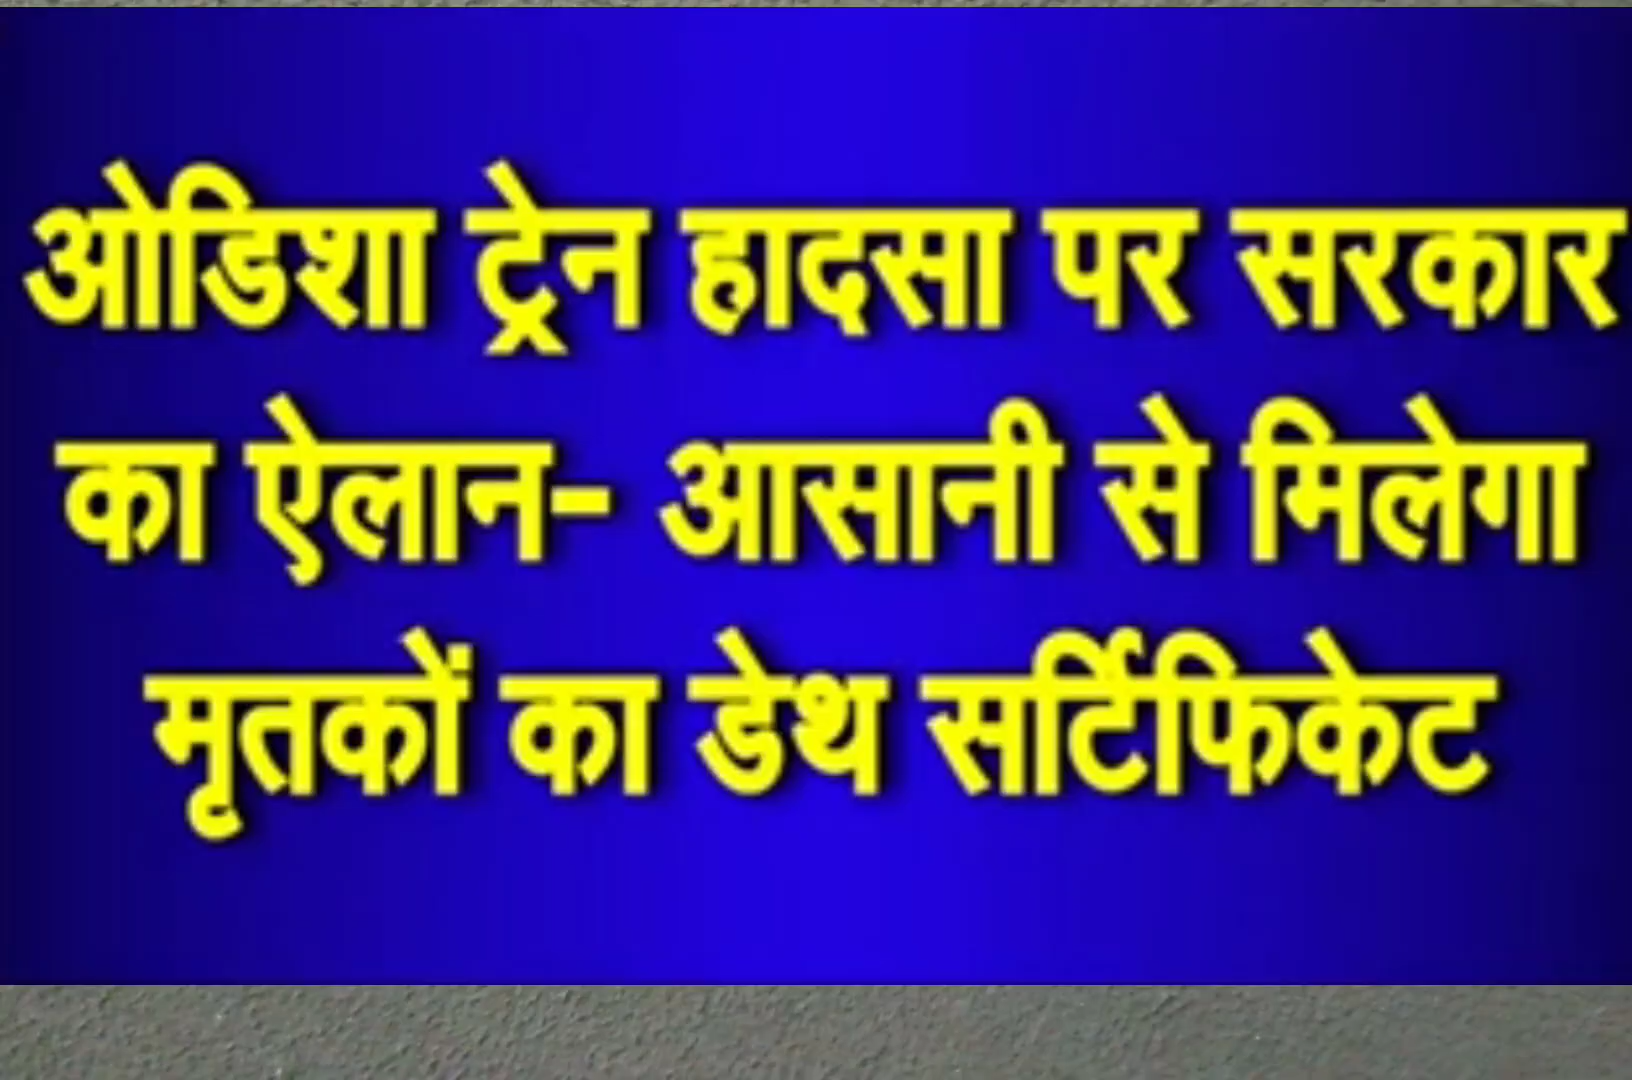 ओडिशा ट्रेन हादसा पर सरकार
का ऐलान- आसानी से मिलेगा
मृतकों का डेथ सर्टिफिकेट